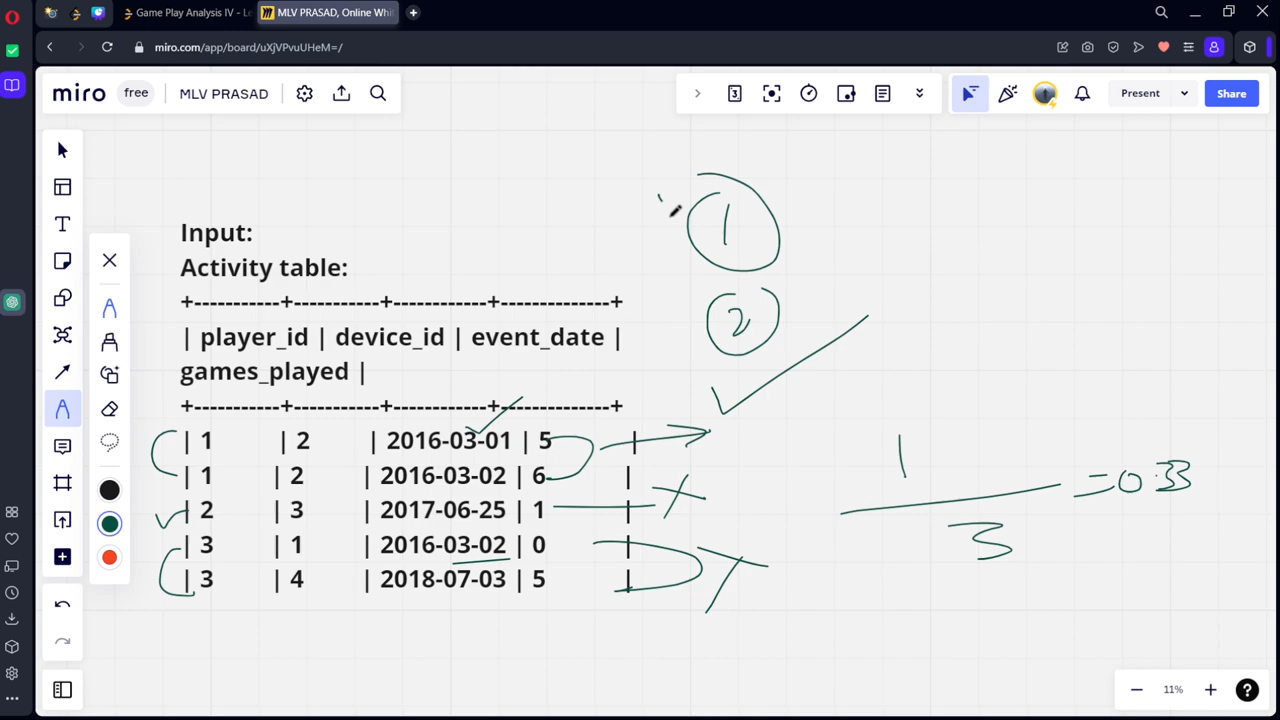 Game Play Analysis IV - Le
MLV PRASAD, Online Whi
miro.com/app/board/uXjVPvuUHeM=/
miro free MLV PRASAD
3
Present
Share
1
2
Input:
Activity table:
+-----------+-----------+------------+--------------+
| player_id | device_id | event_date |
games_played |
+-----------+-----------+------------+--------------+
| 1 | 2 | 2016-03-01 | 5 |
| 1 | 2 | 2016-03-02 | 6 |
| 2 | 3 | 2017-06-25 | 1 |
| 3 | 1 | 2016-03-02 | 0 |
| 3 | 4 | 2018-07-03 | 5 |
1
3
=0.33
11%